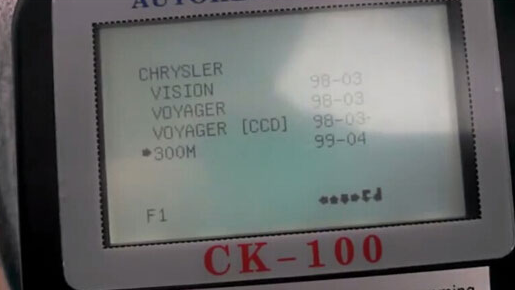 CHRYSLER
VISION 98-03
VOYAGER 98-03
VOYAGER [CCD] 98-03
300M 99-04
F1
CK-100